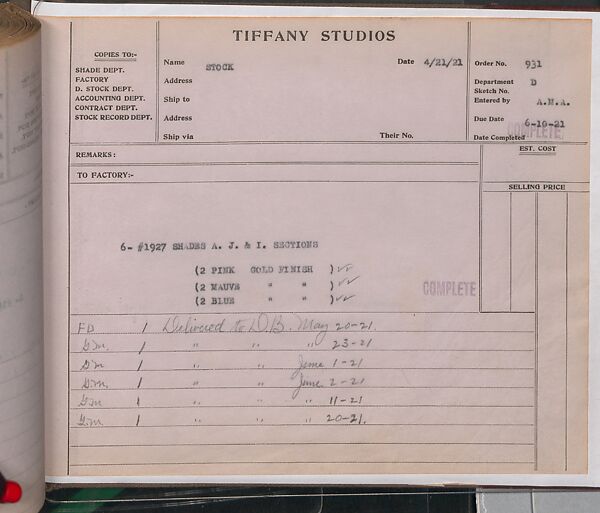 TIFFANY STUDIOS
COPIES TO:-
SHADE DEPT.
FACTORY
D. STOCK DEPT.
ACCOUNTING DEPT.
CONTRACT DEPT.
STOCK RECORD DEPT.
Name STOCK Date 4/21/21
Address
Ship to
Address
Ship via Their No.
Order No. 931
Department D
Sketch No.
Entered by A.M.A.
Due Date 6-10-21
Date Completed COMPLETE
REMARKS:
EST. COST
TO FACTORY:-
SELLING PRICE
6- #1927 SHADES A. J. & I. SECTIONS
(2 PINK GOLD FINISH ) ✓✓
(2 MAUVE " " ) ✓✓
(2 BLUE " " ) ✓✓
COMPLETE
FD 1 Delivered to D.B. May 20-21.
G.M. 1 " " " 23-21
G.M 1 " " June 1-21
G.M. 1 " " June 2-21
G.M 1 " " " 11-21
G.M 1 " " " 20-21.